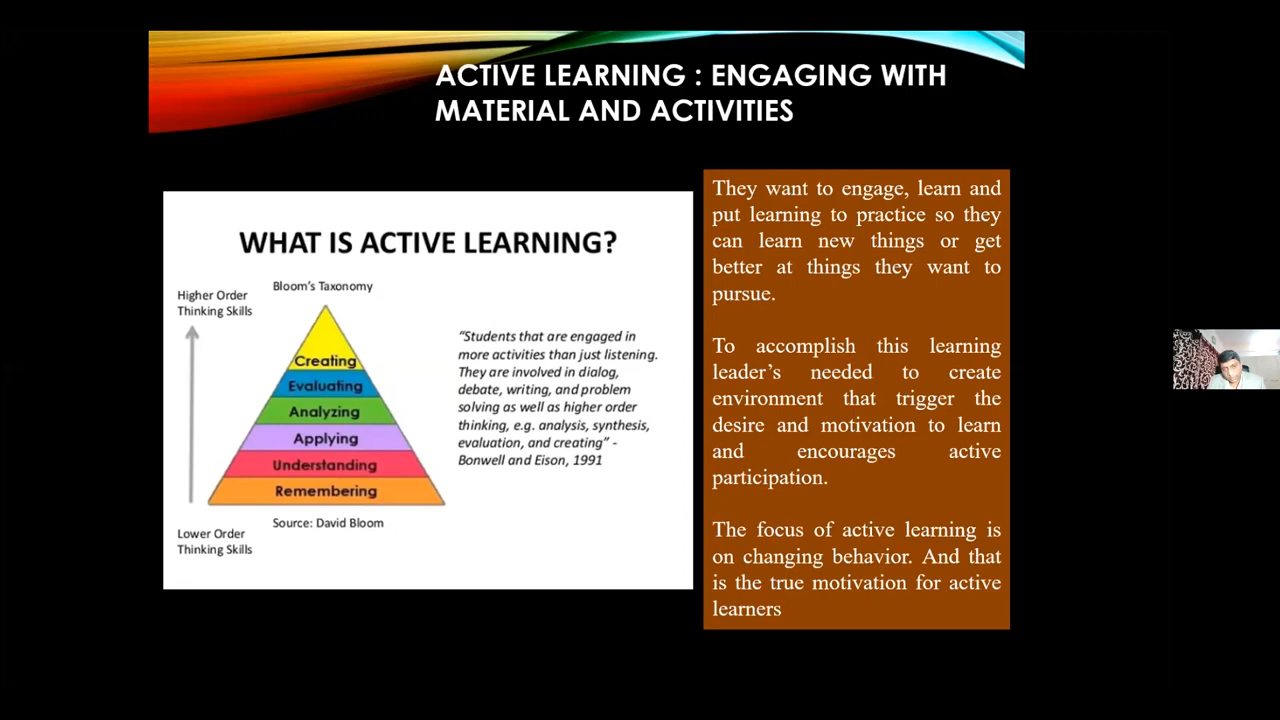 ACTIVE LEARNING : ENGAGING WITH
MATERIAL AND ACTIVITIES
WHAT IS ACTIVE LEARNING?
Bloom's Taxonomy
Higher Order
Thinking Skills
Creating
Evaluating
Analyzing
Applying
Understanding
Remembering
Source: David Bloom
Lower Order
Thinking Skills
"Students that are engaged in
more activities than just listening.
They are involved in dialog,
debate, writing, and problem
solving as well as higher order
thinking, e.g. analysis, synthesis,
evaluation, and creating" -
Bonwell and Eison, 1991
They want to engage, learn and
put learning to practice so they
can learn new things or get
better at things they want to
pursue.
To accomplish this learning
leader's needed to create
environment that trigger the
desire and motivation to learn
and encourages active
participation.
The focus of active learning is
on changing behavior. And that
is the true motivation for active
learners